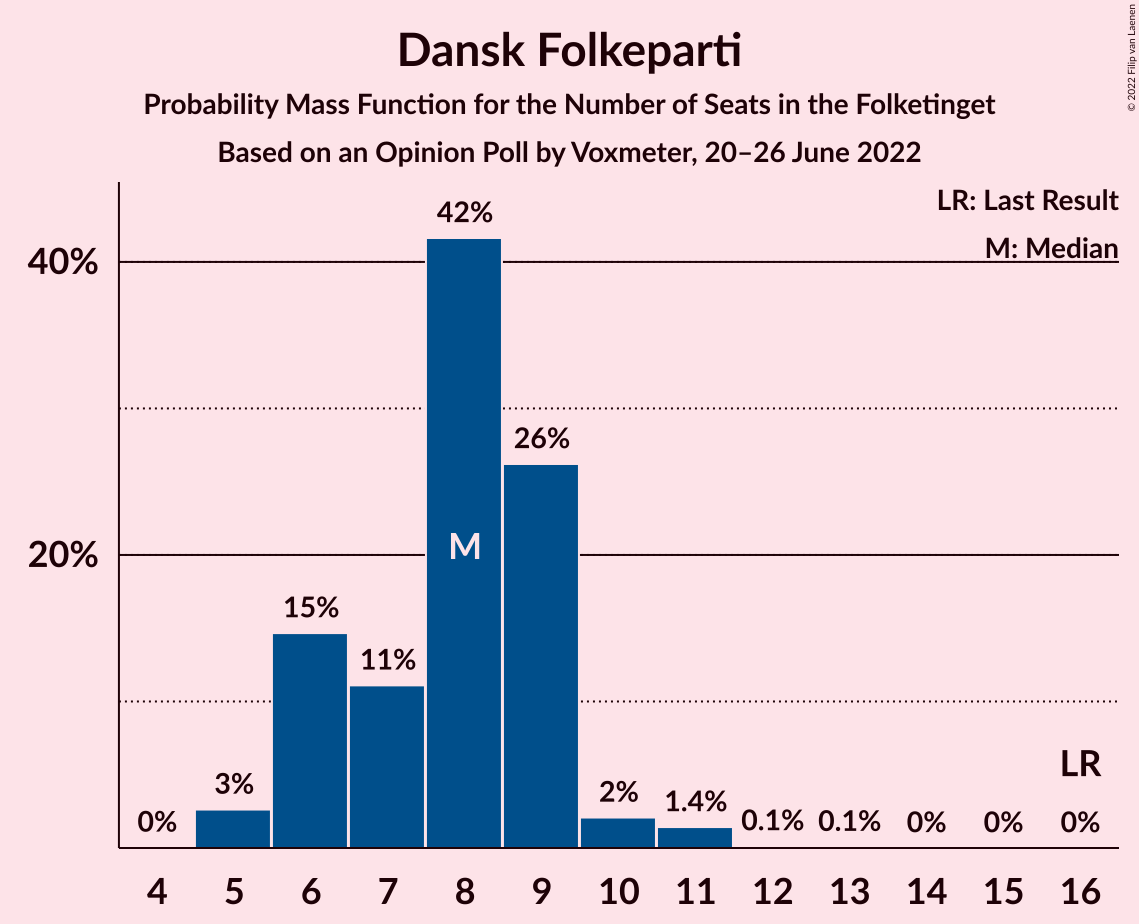 Dansk Folkeparti
Probability Mass Function for the Number of Seats in the Folketinget
Based on an Opinion Poll by Voxmeter, 20–26 June 2022
© 2022 Filip van Laenen
LR: Last Result
M: Median
40%
20%
0%
3%
15%
11%
42%
M
26%
2%
1.4%
0.1%
0.1%
0%
0%
0%
LR
4 5 6 7 8 9 10 11 12 13 14 15 16